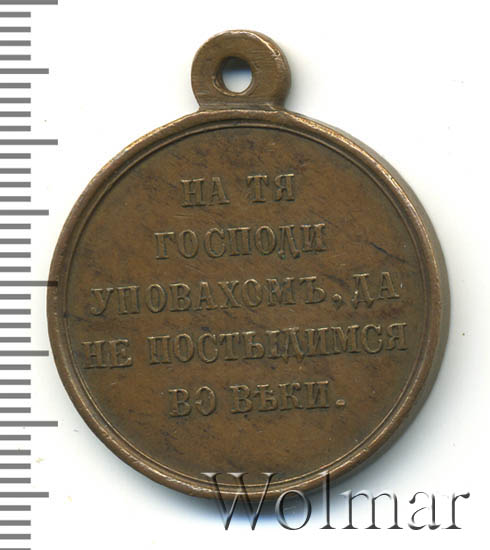 НА ТЯ
ГОСПОДИ
УПОВАХОМЪ, ДА
НЕ ПОСТЫДИМСЯ
ВО ВѢКИ.
Wolmar